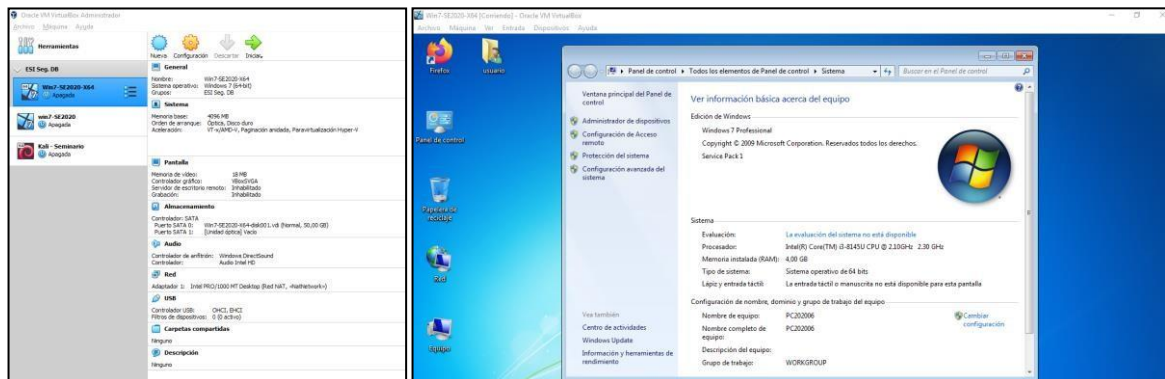 Oracle VM VirtualBox Administrador
Archivo Máquina Ayuda
Herramientas
Nueva Configuración Descartar Iniciar
ESI Seg. DB
Win7-SE2020-X64
Apagada
win7-SE2020
Apagada
Kali - Seminario
Apagada
General
Nombre: Win7-SE2020-X64
Sistema operativo: Windows 7 (64-bit)
Grupos: ESI Seg. DB
Sistema
Memoria base: 4096 MB
Orden de arranque: Óptica, Disco duro
Aceleración: VT-x/AMD-V, Paginación anidada, Paravirtualización Hyper-V
Pantalla
Memoria de vídeo: 18 MB
Controlador gráfico: VBoxSVGA
Servidor de escritorio remoto: Inhabilitado
Grabación: Inhabilitado
Almacenamiento
Controlador: SATA
Puerto SATA 0: Win7-SE2020-X64-disk001.vdi (Normal, 50,00 GB)
Puerto SATA 1: [Unidad óptica] Vacío
Audio
Controlador de anfitrión: Windows DirectSound
Controlador: Audio Intel HD
Red
Adaptador 1: Intel PRO/1000 MT Desktop (Red NAT, «NatNetwork»)
USB
Controlador USB: OHCI, EHCI
Filtros de dispositivos: 0 (0 activo)
Carpetas compartidas
Ninguno
Descripción
Ninguno
Win7-SE2020-X64 [Corriendo] - Oracle VM VirtualBox
Archivo Máquina Ver Entrada Dispositivos Ayuda
Firefox
usuario
Panel de control
Papelera de reciclaje
Red
Equipo
Panel de control Todos los elementos de Panel de control Sistema
Buscar en el Panel de control
Ventana principal del Panel de control
Administrador de dispositivos
Configuración de Acceso remoto
Protección del sistema
Configuración avanzada del sistema
Vea también
Centro de actividades
Windows Update
Información y herramientas de rendimiento
Ver información básica acerca del equipo
Edición de Windows
Windows 7 Professional
Copyright © 2009 Microsoft Corporation. Reservados todos los derechos.
Service Pack 1
Sistema
Evaluación: La evaluación del sistema no está disponible
Procesador: Intel(R) Core(TM) i3-8145U CPU @ 2.10GHz 2.30 GHz
Memoria instalada (RAM): 4,00 GB
Tipo de sistema: Sistema operativo de 64 bits
Lápiz y entrada táctil: La entrada táctil o manuscrita no está disponible para esta pantalla
Configuración de nombre, dominio y grupo de trabajo del equipo
Nombre de equipo: PC202006
Cambiar configuración
Nombre completo de equipo: PC202006
Descripción del equipo:
Grupo de trabajo: WORKGROUP